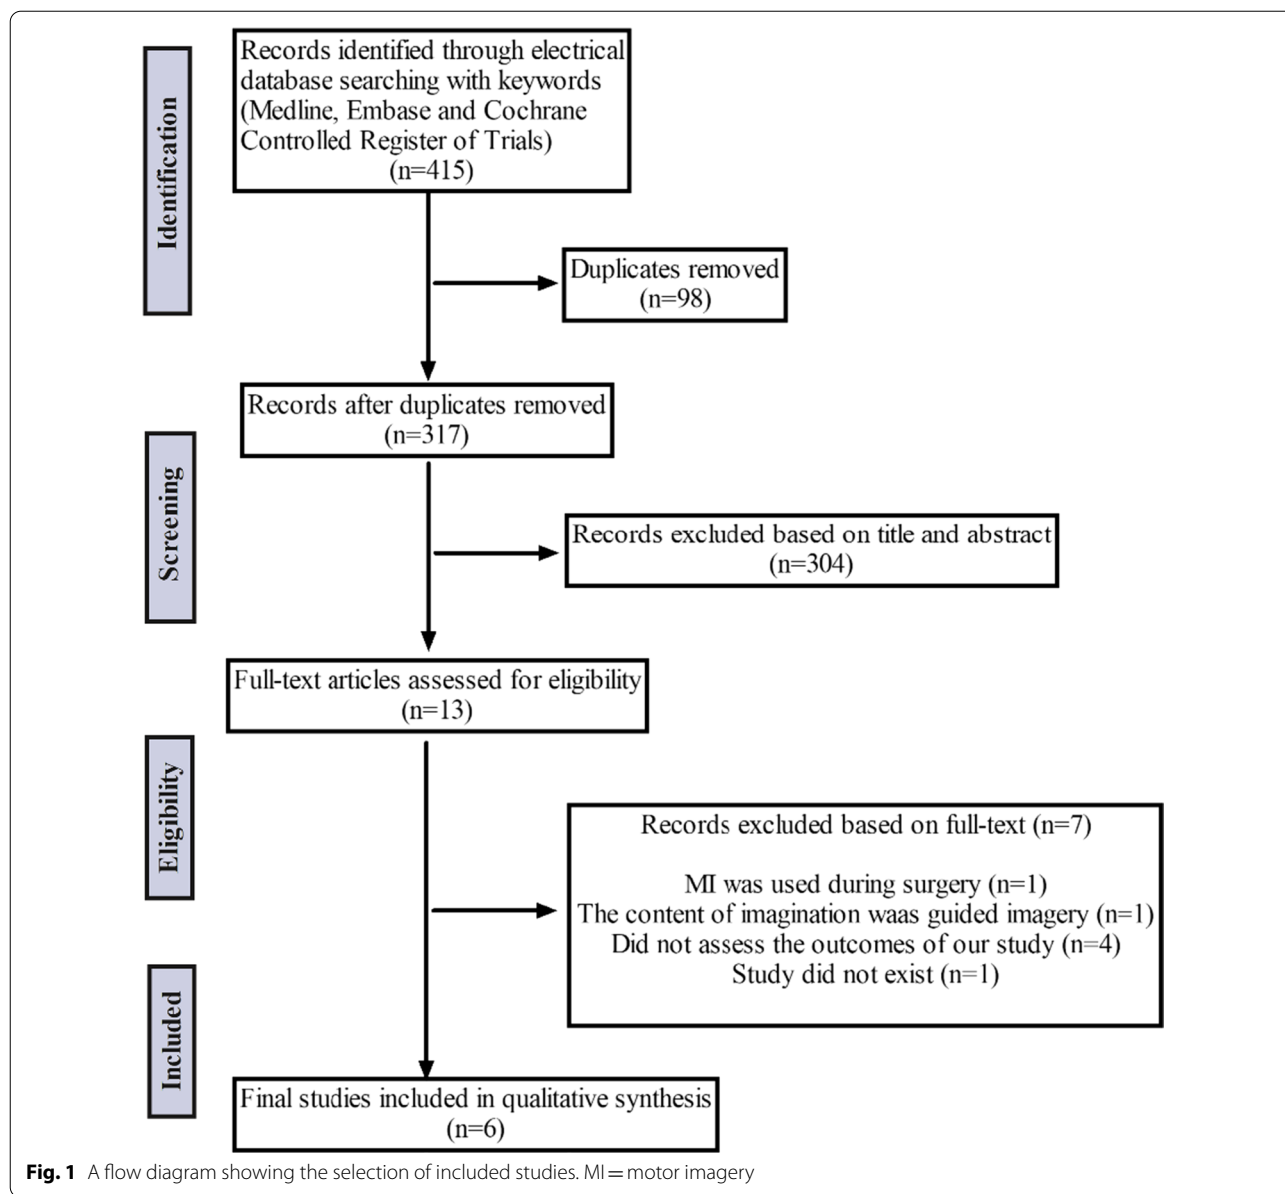 Identification
Records identified through electrical
database searching with keywords
(Medline, Embase and Cochrane
Controlled Register of Trials)
(n=415)
Duplicates removed
(n=98)
Records after duplicates removed
(n=317)
Screening
Records excluded based on title and abstract
(n=304)
Full-text articles assessed for eligibility
(n=13)
Eligibility
Records excluded based on full-text (n=7)
MI was used during surgery (n=1)
The content of imagination waas guided imagery (n=1)
Did not assess the outcomes of our study (n=4)
Study did not exist (n=1)
Included
Final studies included in qualitative synthesis
(n=6)
Fig. 1 A flow diagram showing the selection of included studies. MI = motor imagery